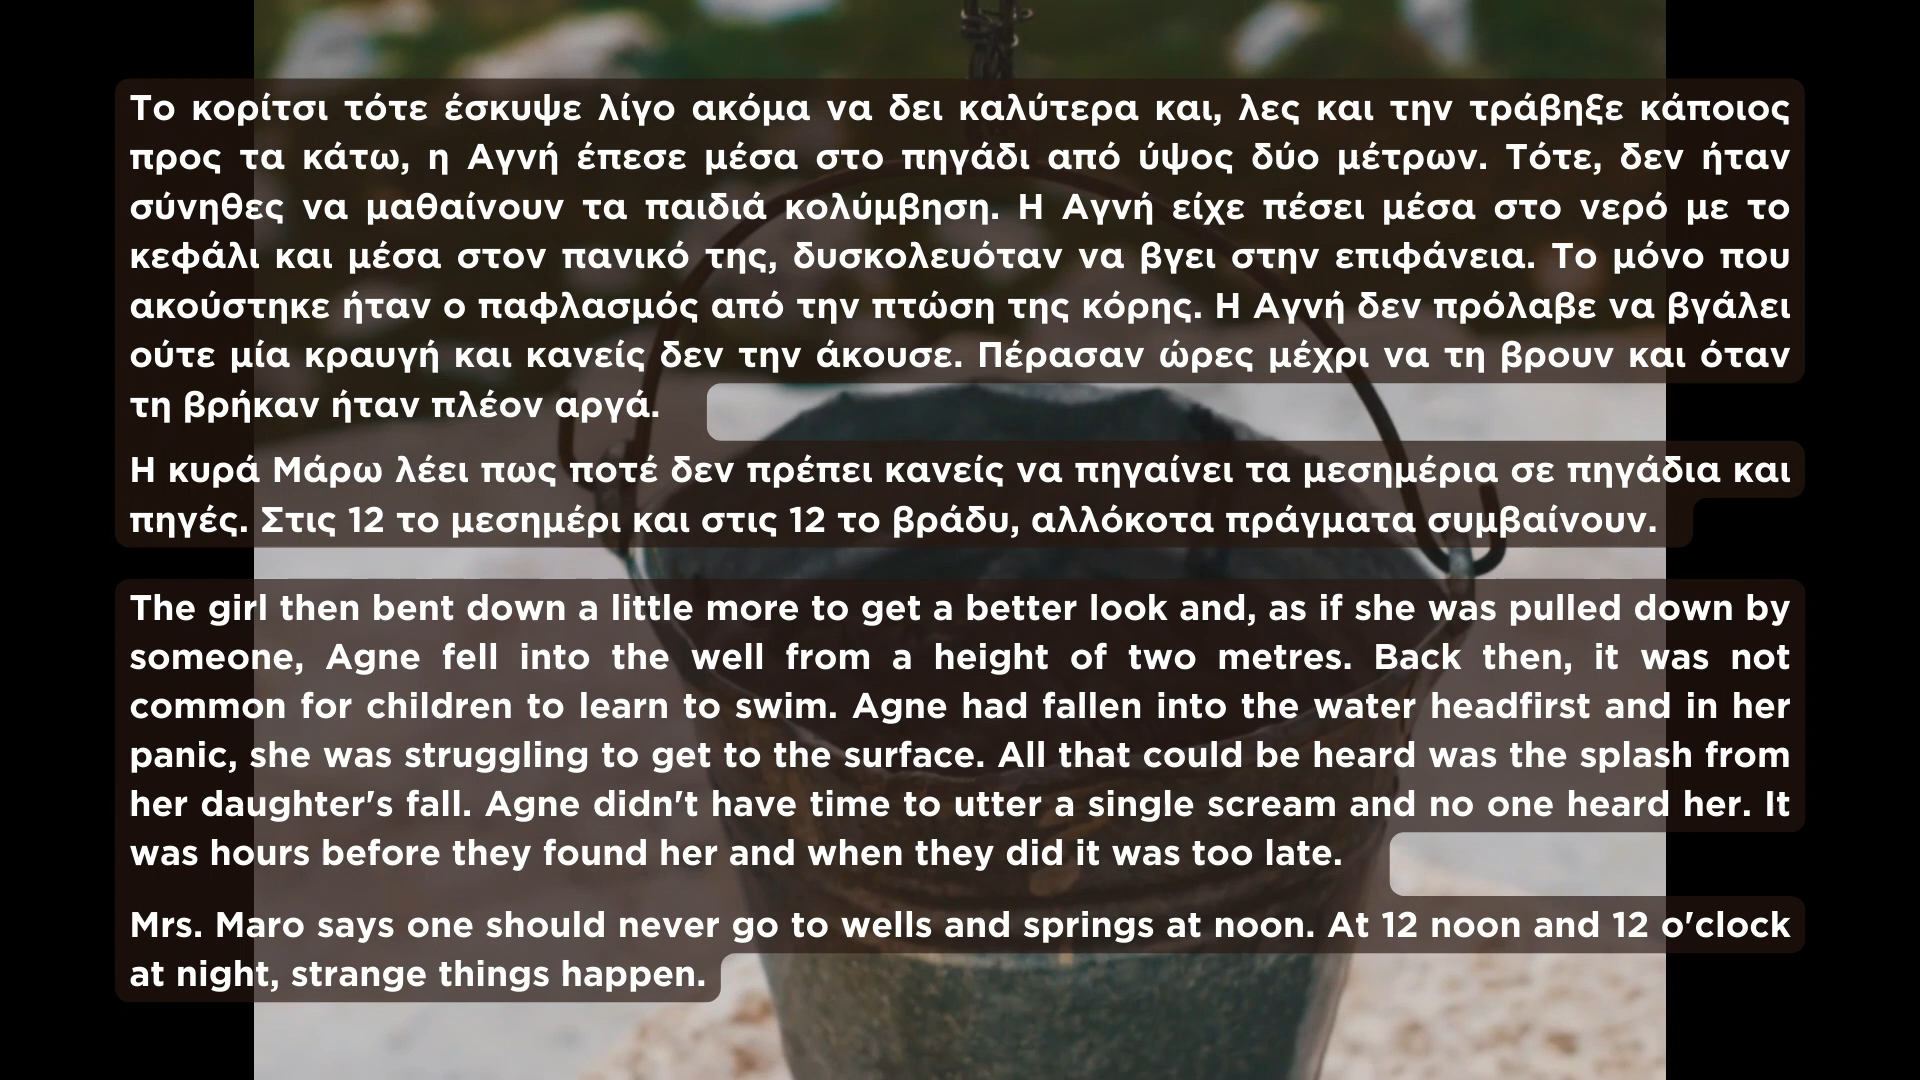 Το κορίτσι τότε έσκυψε λίγο ακόμα να δει καλύτερα και, λες και την τράβηξε κάποιος
προς τα κάτω, η Αγνή έπεσε μέσα στο πηγάδι από ύψος δύο μέτρων. Τότε, δεν ήταν
σύνηθες να μαθαίνουν τα παιδιά κολύμβηση. Η Αγνή είχε πέσει μέσα στο νερό με το
κεφάλι και μέσα στον πανικό της, δυσκολευόταν να βγει στην επιφάνεια. Το μόνο που
ακούστηκε ήταν ο παφλασμός από την πτώση της κόρης. Η Αγνή δεν πρόλαβε να βγάλει
ούτε μία κραυγή και κανείς δεν την άκουσε. Πέρασαν ώρες μέχρι να τη βρουν και όταν
τη βρήκαν ήταν πλέον αργά.
Η κυρά Μάρω λέει πως ποτέ δεν πρέπει κανείς να πηγαίνει τα μεσημέρια σε πηγάδια και
πηγές. Στις 12 το μεσημέρι και στις 12 το βράδυ, αλλόκοτα πράγματα συμβαίνουν.
The girl then bent down a little more to get a better look and, as if she was pulled down by
someone, Agne fell into the well from a height of two metres. Back then, it was not
common for children to learn to swim. Agne had fallen into the water headfirst and in her
panic, she was struggling to get to the surface. All that could be heard was the splash from
her daughter's fall. Agne didn't have time to utter a single scream and no one heard her. It
was hours before they found her and when they did it was too late.
Mrs. Maro says one should never go to wells and springs at noon. At 12 noon and 12 o'clock
at night, strange things happen.